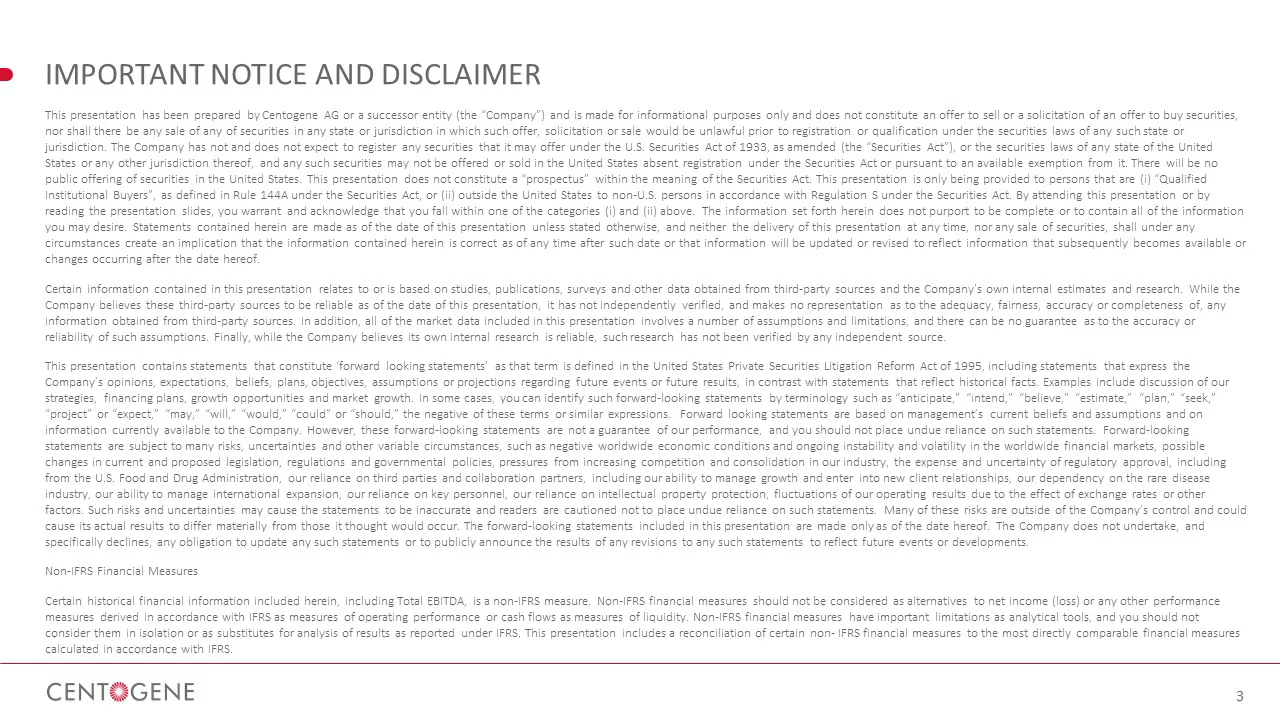 IMPORTANT NOTICE AND DISCLAIMER
This presentation has been prepared by Centogene AG or a successor entity (the “Company”) and is made for informational purposes only and does not constitute an offer to sell or a solicitation of an offer to buy securities,
nor shall there be any sale of any of securities in any state or jurisdiction in which such offer, solicitation or sale would be unlawful prior to registration or qualification under the securities laws of any such state or
jurisdiction. The Company has not and does not expect to register any securities that it may offer under the U.S. Securities Act of 1933, as amended (the “Securities Act”), or the securities laws of any state of the United
States or any other jurisdiction thereof, and any such securities may not be offered or sold in the United States absent registration under the Securities Act or pursuant to an available exemption from it. There will be no
public offering of securities in the United States. This presentation does not constitute a “prospectus” within the meaning of the Securities Act. This presentation is only being provided to persons that are (i) “Qualified
Institutional Buyers”, as defined in Rule 144A under the Securities Act, or (ii) outside the United States to non-U.S. persons in accordance with Regulation S under the Securities Act. By attending this presentation or by
reading the presentation slides, you warrant and acknowledge that you fall within one of the categories (i) and (ii) above. The information set forth herein does not purport to be complete or to contain all of the information
you may desire. Statements contained herein are made as of the date of this presentation unless stated otherwise, and neither the delivery of this presentation at any time, nor any sale of securities, shall under any
circumstances create an implication that the information contained herein is correct as of any time after such date or that information will be updated or revised to reflect information that subsequently becomes available or
changes occurring after the date hereof.
Certain information contained in this presentation relates to or is based on studies, publications, surveys and other data obtained from third-party sources and the Company’s own internal estimates and research. While the
Company believes these third-party sources to be reliable as of the date of this presentation, it has not independently verified, and makes no representation as to the adequacy, fairness, accuracy or completeness of, any
information obtained from third-party sources. In addition, all of the market data included in this presentation involves a number of assumptions and limitations, and there can be no guarantee as to the accuracy or
reliability of such assumptions. Finally, while the Company believes its own internal research is reliable, such research has not been verified by any independent source.
This presentation contains statements that constitute ‘forward looking statements’ as that term is defined in the United States Private Securities Litigation Reform Act of 1995, including statements that express the
Company’s opinions, expectations, beliefs, plans, objectives, assumptions or projections regarding future events or future results, in contrast with statements that reflect historical facts. Examples include discussion of our
strategies, financing plans, growth opportunities and market growth. In some cases, you can identify such forward-looking statements by terminology such as “anticipate,” “intend,” “believe,” “estimate,” “plan,” “seek,”
“project” or “expect,” “may,” “will,” “would,” “could” or “should,” the negative of these terms or similar expressions. Forward looking statements are based on management’s current beliefs and assumptions and on
information currently available to the Company. However, these forward-looking statements are not a guarantee of our performance, and you should not place undue reliance on such statements. Forward-looking
statements are subject to many risks, uncertainties and other variable circumstances, such as negative worldwide economic conditions and ongoing instability and volatility in the worldwide financial markets, possible
changes in current and proposed legislation, regulations and governmental policies, pressures from increasing competition and consolidation in our industry, the expense and uncertainty of regulatory approval, including
from the U.S. Food and Drug Administration, our reliance on third parties and collaboration partners, including our ability to manage growth and enter into new client relationships, our dependency on the rare disease
industry, our ability to manage international expansion, our reliance on key personnel, our reliance on intellectual property protection, fluctuations of our operating results due to the effect of exchange rates or other
factors. Such risks and uncertainties may cause the statements to be inaccurate and readers are cautioned not to place undue reliance on such statements. Many of these risks are outside of the Company’s control and could
cause its actual results to differ materially from those it thought would occur. The forward-looking statements included in this presentation are made only as of the date hereof. The Company does not undertake, and
specifically declines, any obligation to update any such statements or to publicly announce the results of any revisions to any such statements to reflect future events or developments.
Non-IFRS Financial Measures
Certain historical financial information included herein, including Total EBITDA, is a non-IFRS measure. Non-IFRS financial measures should not be considered as alternatives to net income (loss) or any other performance
measures derived in accordance with IFRS as measures of operating performance or cash flows as measures of liquidity. Non-IFRS financial measures have important limitations as analytical tools, and you should not
consider them in isolation or as substitutes for analysis of results as reported under IFRS. This presentation includes a reconciliation of certain non- IFRS financial measures to the most directly comparable financial measures
calculated in accordance with IFRS.
CENTOGENE
3